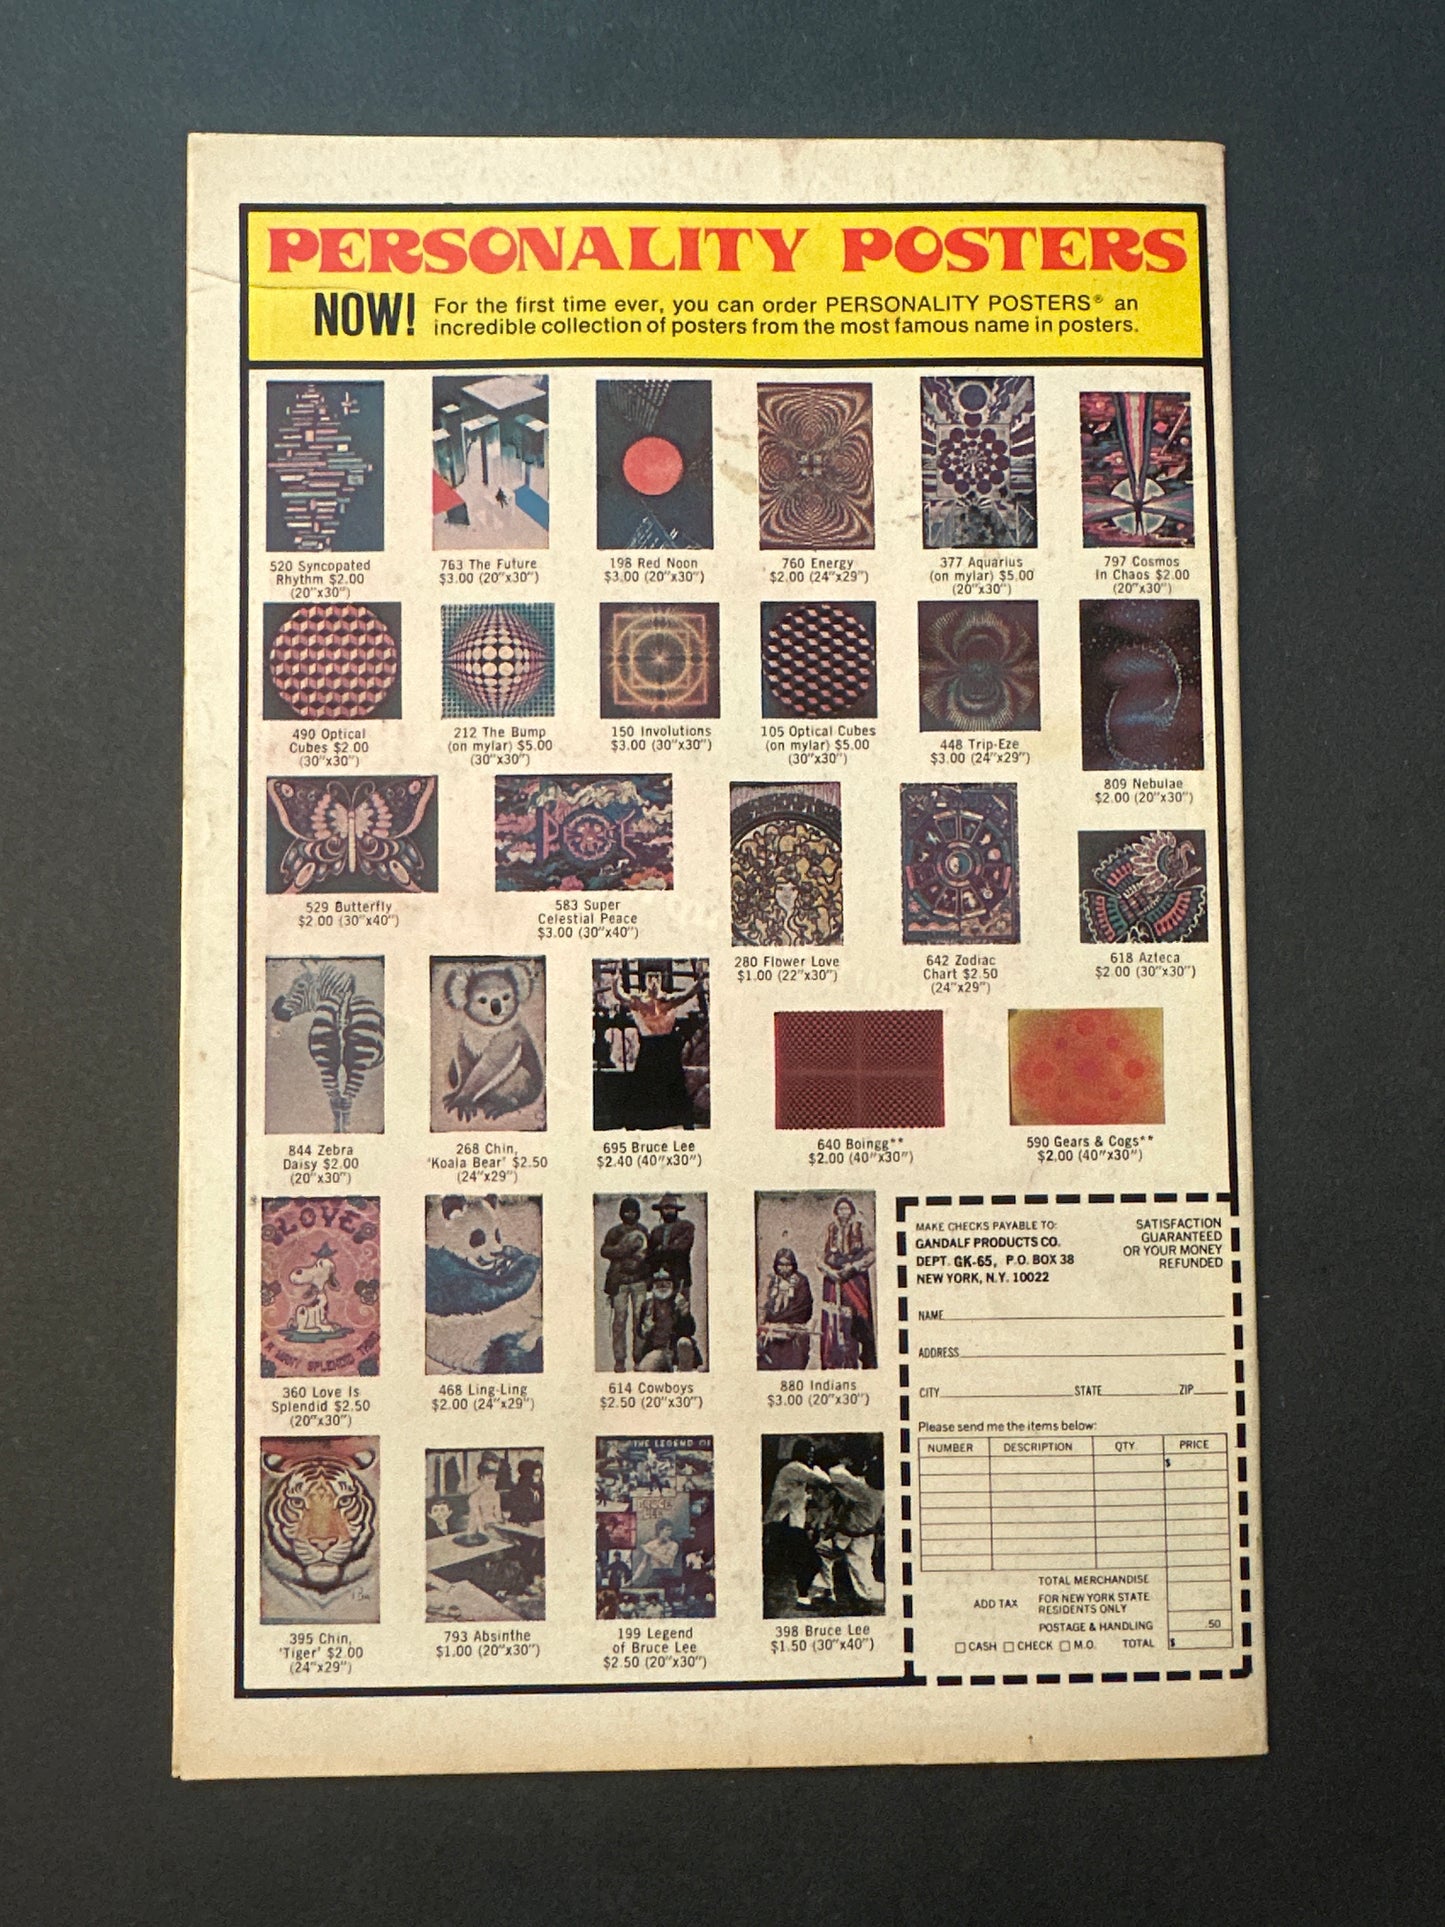 PERSONALITY POSTERS
NOW!
For the first time ever, you can order PERSONALITY POSTERS® an
incredible collection of posters from the most famous name in posters.
520 Syncopated
Rhythm $2.00
(20"x30")
763 The Future
$3.00 (20"x30")
198 Red Noon
$3.00 (20"x30")
760 Energy
$2.00 (24"x29")
377 Aquarius
(on mylar) $5.00
(20"x30")
797 Cosmos
In Chaos $2.00
(20"x30")
490 Optical
Cubes $2.00
(30"x30")
212 The Bump
(on mylar) $5.00
(30"x30")
150 Involutions
$3.00 (30"x30")
105 Optical Cubes
(on mylar) $5.00
(30"x30")
448 Trip-Eze
$3.00 (24"x29")
809 Nebulae
$2.00 (20"x30")
529 Butterfly
$2.00 (30"x40")
583 Super
Celestial Peace
$3.00 (30"x40")
280 Flower Love
$1.00 (22"x30")
642 Zodiac
Chart $2.50
(24"x29")
618 Azteca
$2.00 (30"x30")
844 Zebra
Daisy $2.00
(20"x30")
268 Chin,
'Koala Bear' $2.50
(24"x29")
695 Bruce Lee
$2.40 (40"x30")
640 Boingg**
$2.00 (40"x30")
590 Gears & Cogs**
$2.00 (40"x30")
LOVE
A MANY SPLENDID THING
360 Love Is
Splendid $2.50
(20"x30")
468 Ling-Ling
$2.00 (24"x29")
614 Cowboys
$2.50 (20"x30")
880 Indians
$3.00 (20"x30")
395 Chin,
'Tiger' $2.00
(24"x29")
793 Absinthe
$1.00 (20"x30")
THE LEGEND OF
BRUCE
LEE
199 Legend
of Bruce Lee
$2.50 (20"x30")
398 Bruce Lee
$1.50 (30"x40")
MAKE CHECKS PAYABLE TO:
GANDALF PRODUCTS CO.
DEPT. GK-65, P.O. BOX 38
NEW YORK, N.Y. 10022
SATISFACTION
GUARANTEED
OR YOUR MONEY
REFUNDED
NAME
ADDRESS
CITY STATE ZIP
Please send me the items below:
NUMBER DESCRIPTION QTY. PRICE
$
TOTAL MERCHANDISE
ADD TAX FOR NEW YORK STATE
RESIDENTS ONLY
POSTAGE & HANDLING .50
CASH CHECK M.O. TOTAL $